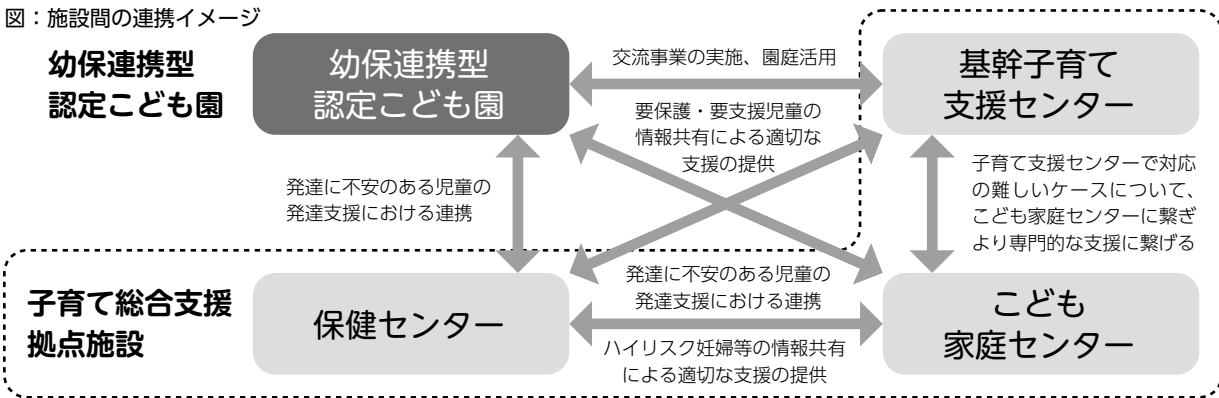 図：施設間の連携イメージ
幼保連携型
認定こども園
幼保連携型
認定こども園
交流事業の実施、園庭活用
基幹子育て
支援センター
要保護・要支援児童の
情報共有による適切な
支援の提供
発達に不安のある児童の
発達支援における連携
子育て支援センターで対応
の難しいケースについて、
こども家庭センターに繋ぎ
より専門的な支援に繋げる
子育て総合支援
拠点施設
保健センター
発達に不安のある児童の
発達支援における連携
ハイリスク妊婦等の情報共有
による適切な支援の提供
こども
家庭センター